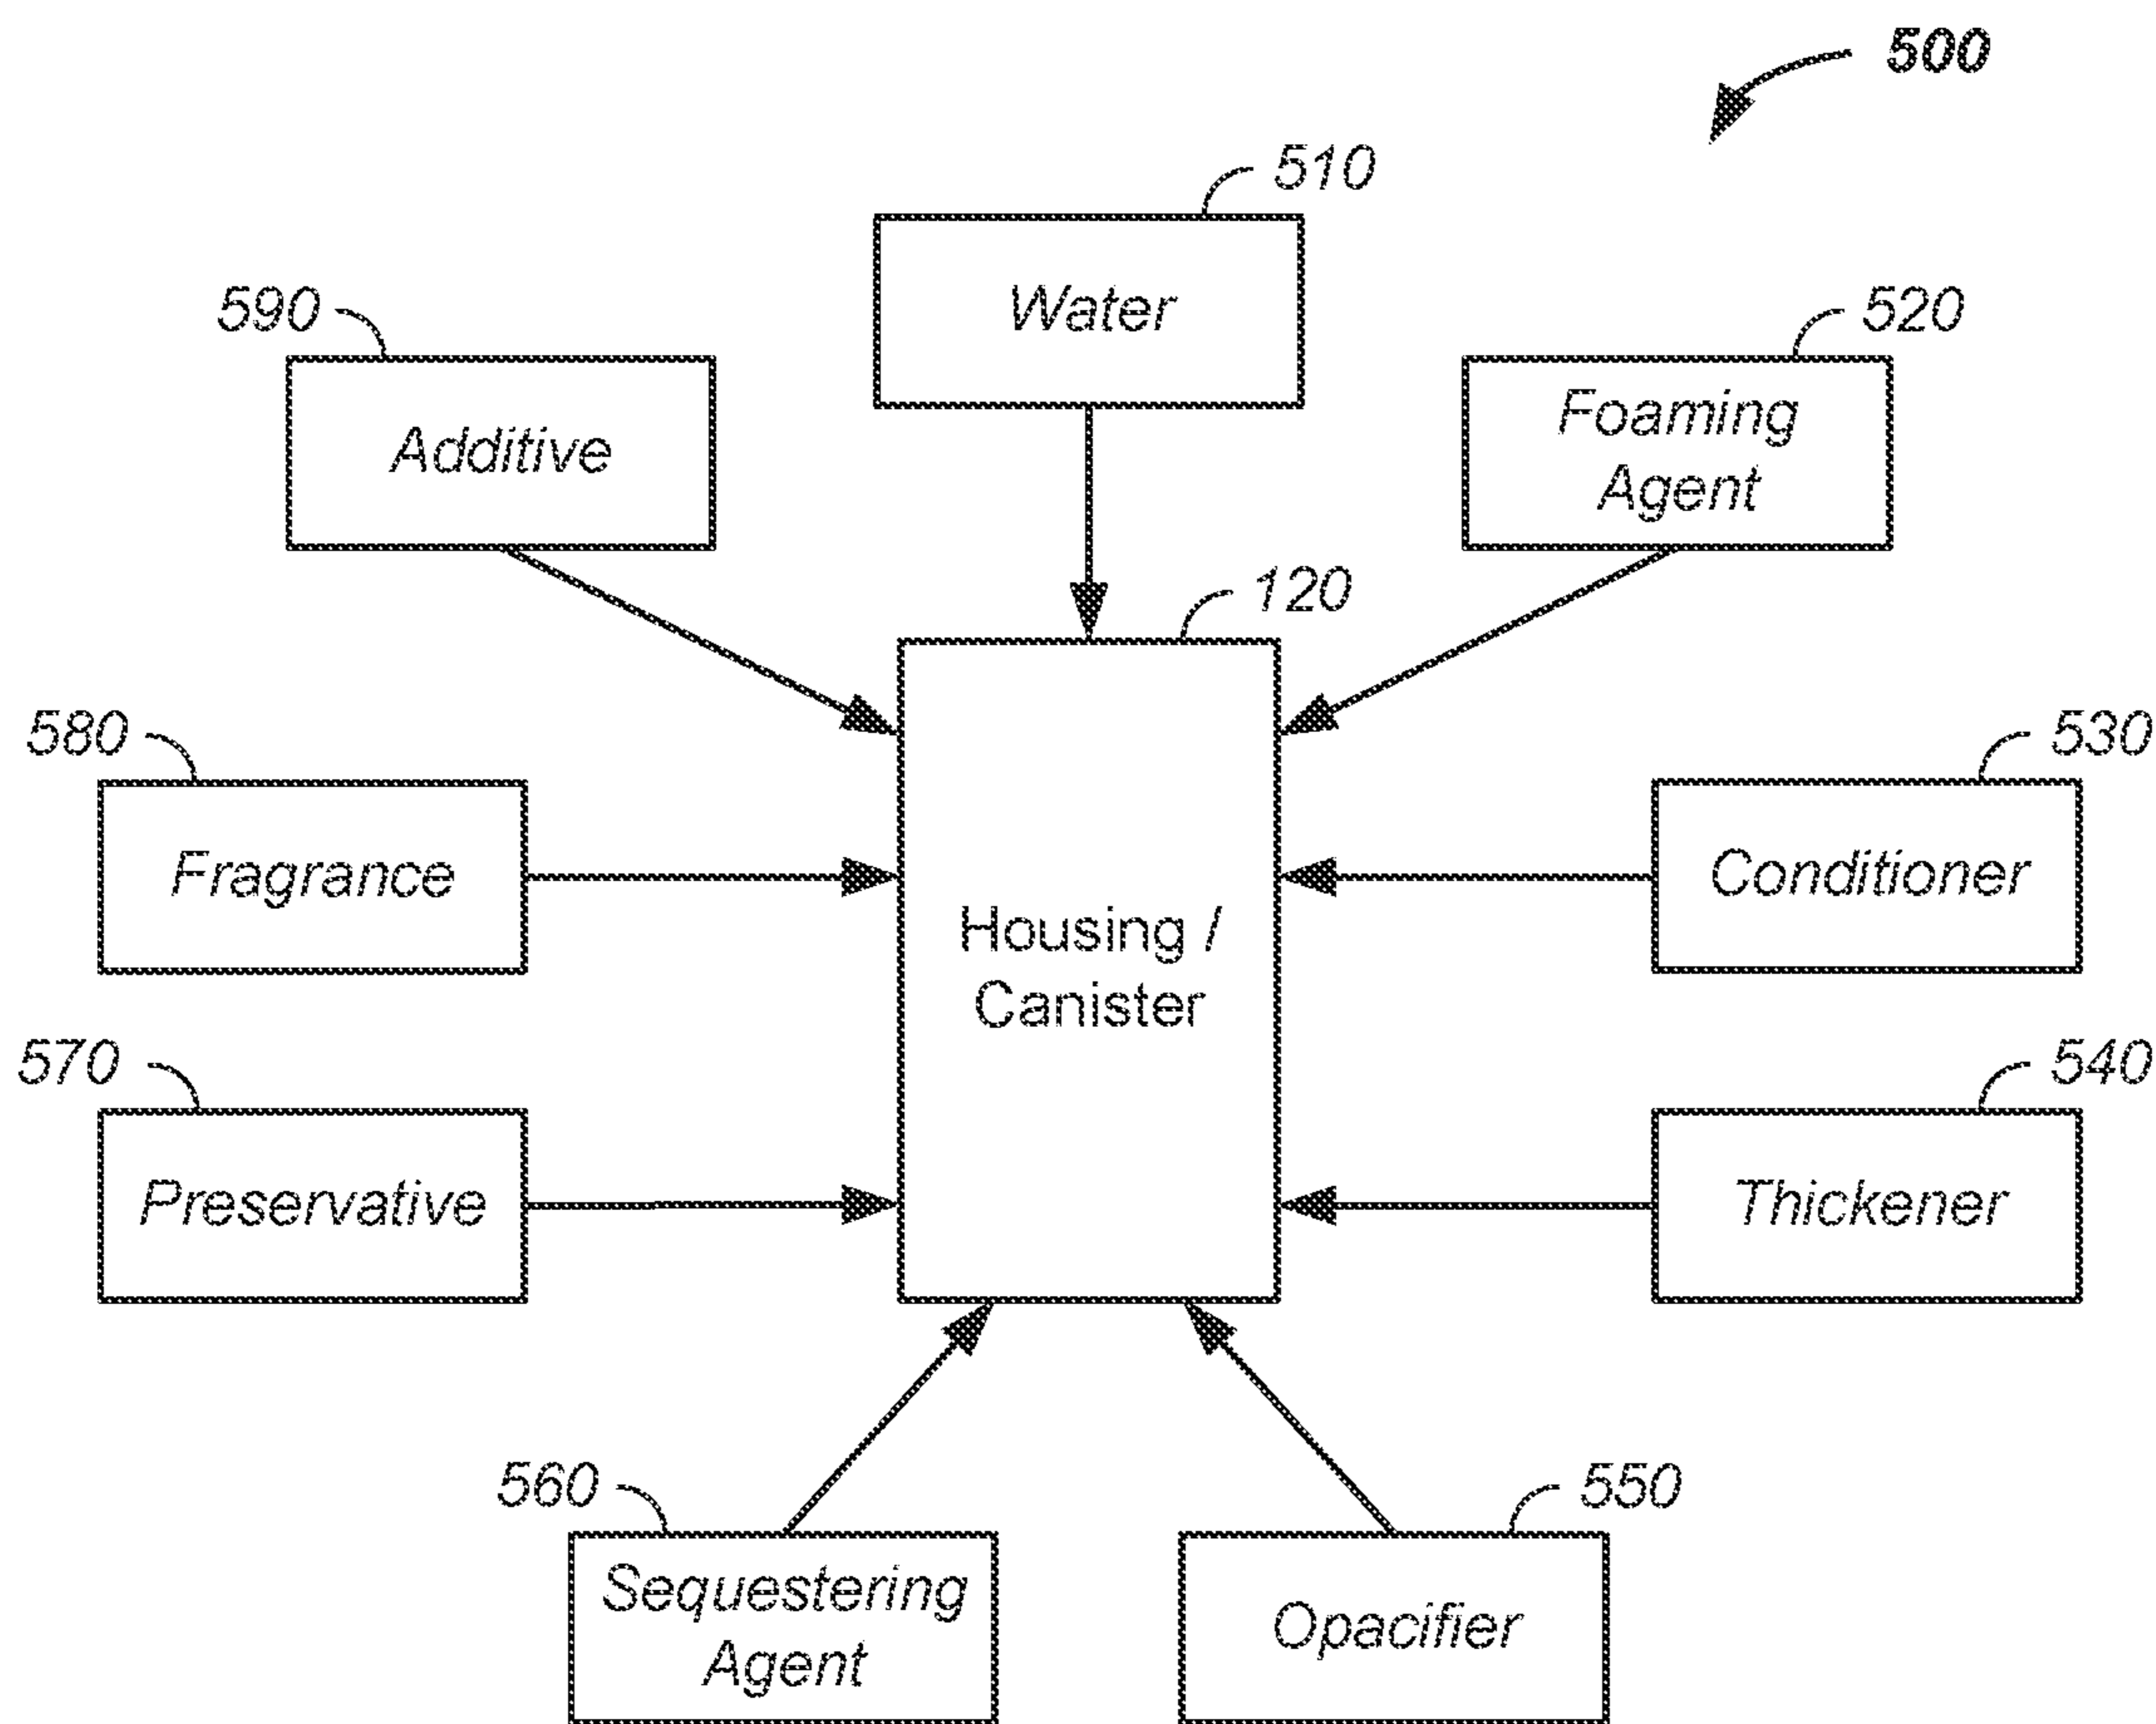 500
510
Water
590
Additive
520
Foaming
Agent
120
Housing /
Canister
580
Fragrance
530
Conditioner
570
Preservative
540
Thickener
560
Sequestering
Agent
550
Opacifier